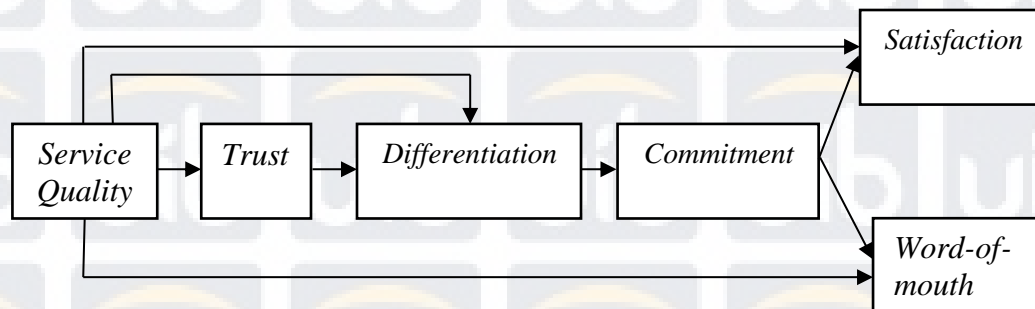 Satisfaction
Service
Quality
Trust
Differentiation
Commitment
Word-of-
mouth